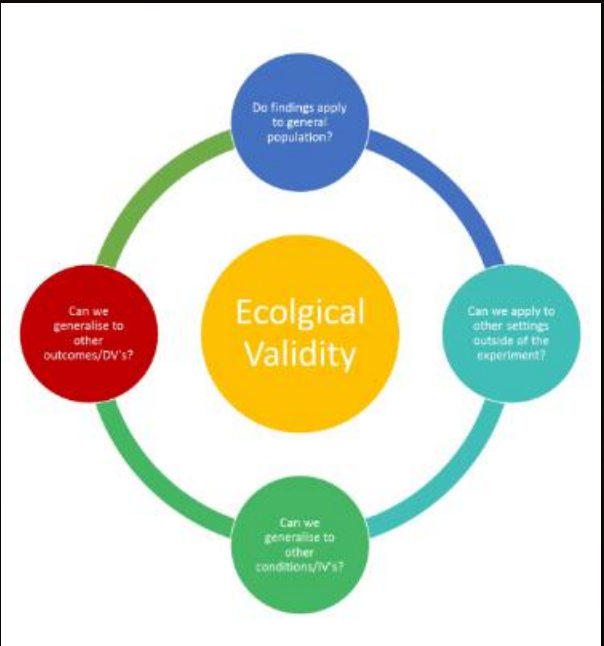 Do findings apply
to general
population?
Ecolgical
Validity
Can we
generalise to
other
outcomes/DV's?
Can we apply to
other settings
outside of the
experiment?
Can we
generalise to
other
conditions/IV's?